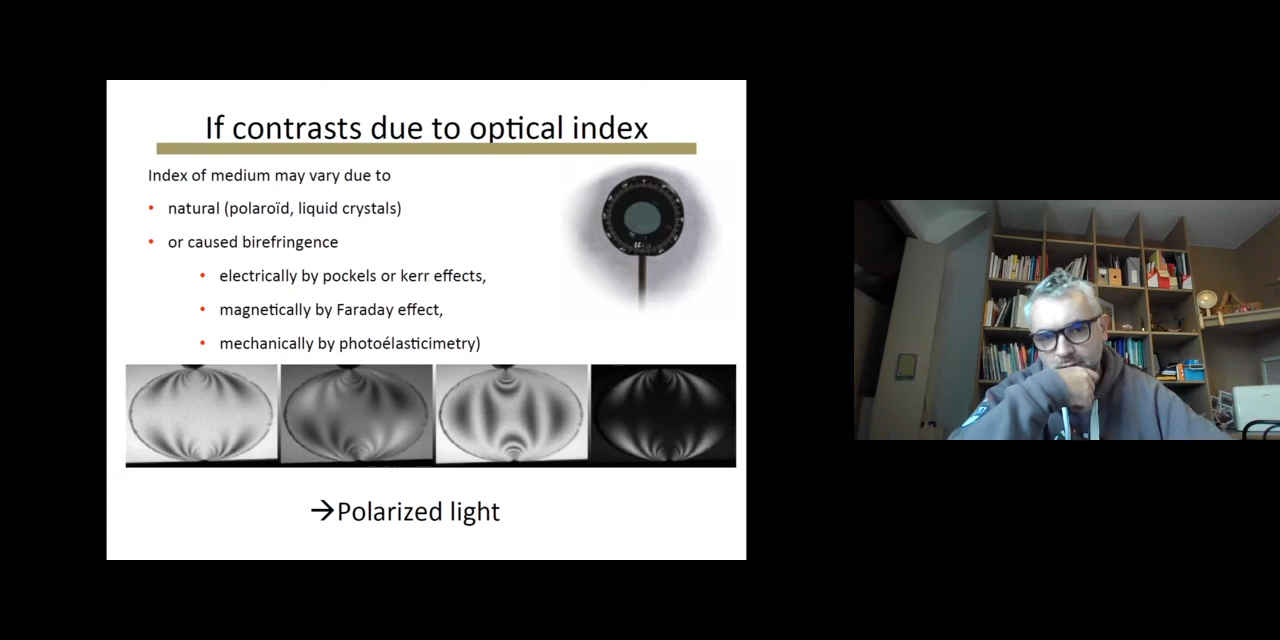 If contrasts due to optical index
Index of medium may vary due to
• natural (polaroïd, liquid crystals)
• or caused birefringence
• electrically by pockels or kerr effects,
• magnetically by Faraday effect,
• mechanically by photoélasticimetry)
→Polarized light